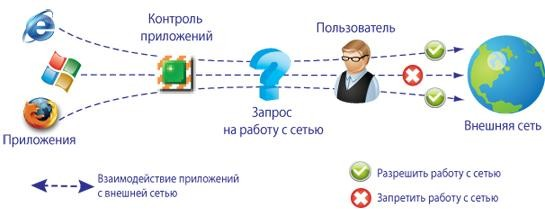 Контроль
приложений
Пользователь
Запрос
на работу с сетью
Приложения
Внешняя сеть
Взаимодействие приложений
с внешней сетью
Разрешить работу с сетью
Запретить работу с сетью